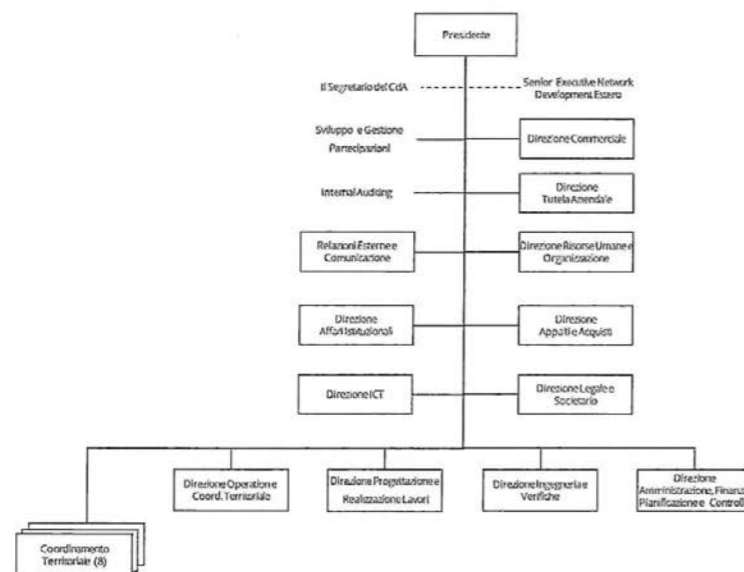 Presidente
Il Segretario del CdA
Senior Executive Network
Development Estero
Sviluppo e Gestione
Partecipazioni
Direzione Commerciale
Internal Auditing
Direzione
Tutela Aziendale
Relazioni Esterne e
Comunicazione
Direzione Risorse Umane e
Organizzazione
Direzione
Affari Istituzionali
Direzione
Appalti e Acquisti
Direzione ICT
Direzione Legale e
Societario
Direzione Operation e
Coord. Territoriale
Direzione Progettazione e
Realizzazione Lavori
Direzione Ingegneria e
Verifiche
Direzione
Amministrazione, Finanza
Pianificazione e Controll
Coordinamento
Territoriale (8)